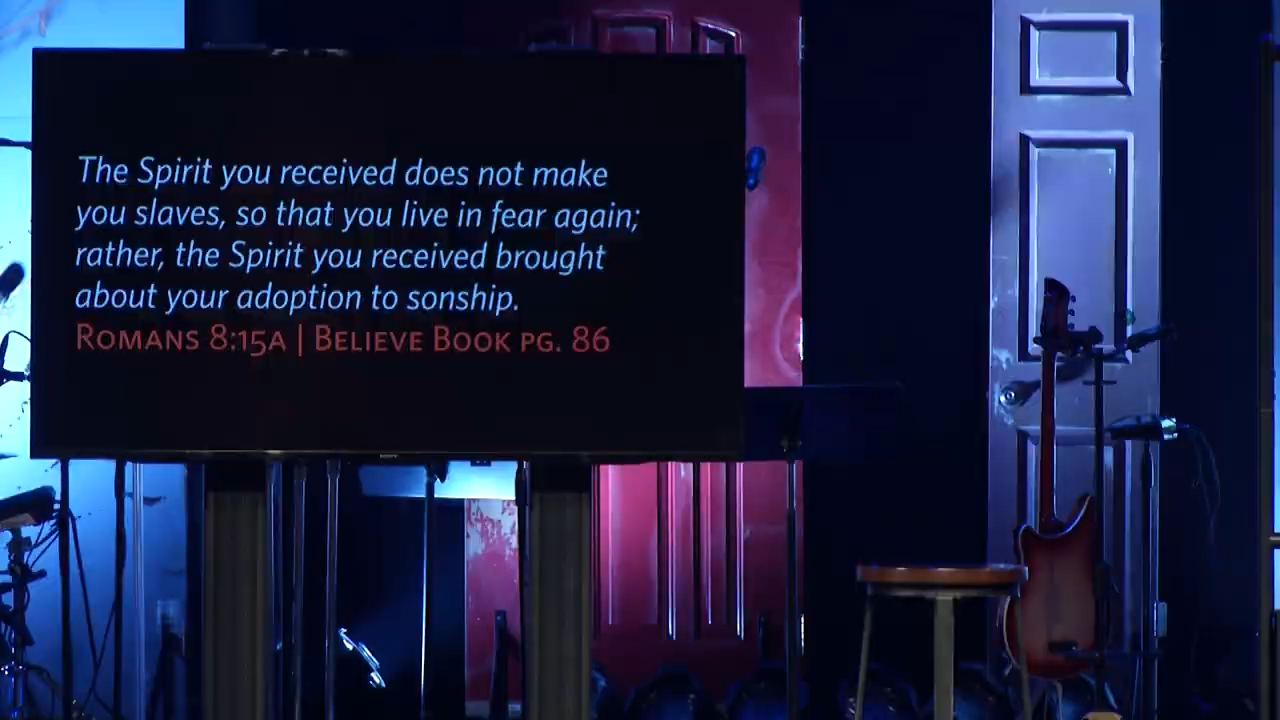 The Spirit you received does not make
you slaves, so that you live in fear again;
rather, the Spirit you received brought
about your adoption to sonship.
Romans 8:15a | Believe Book pg. 86